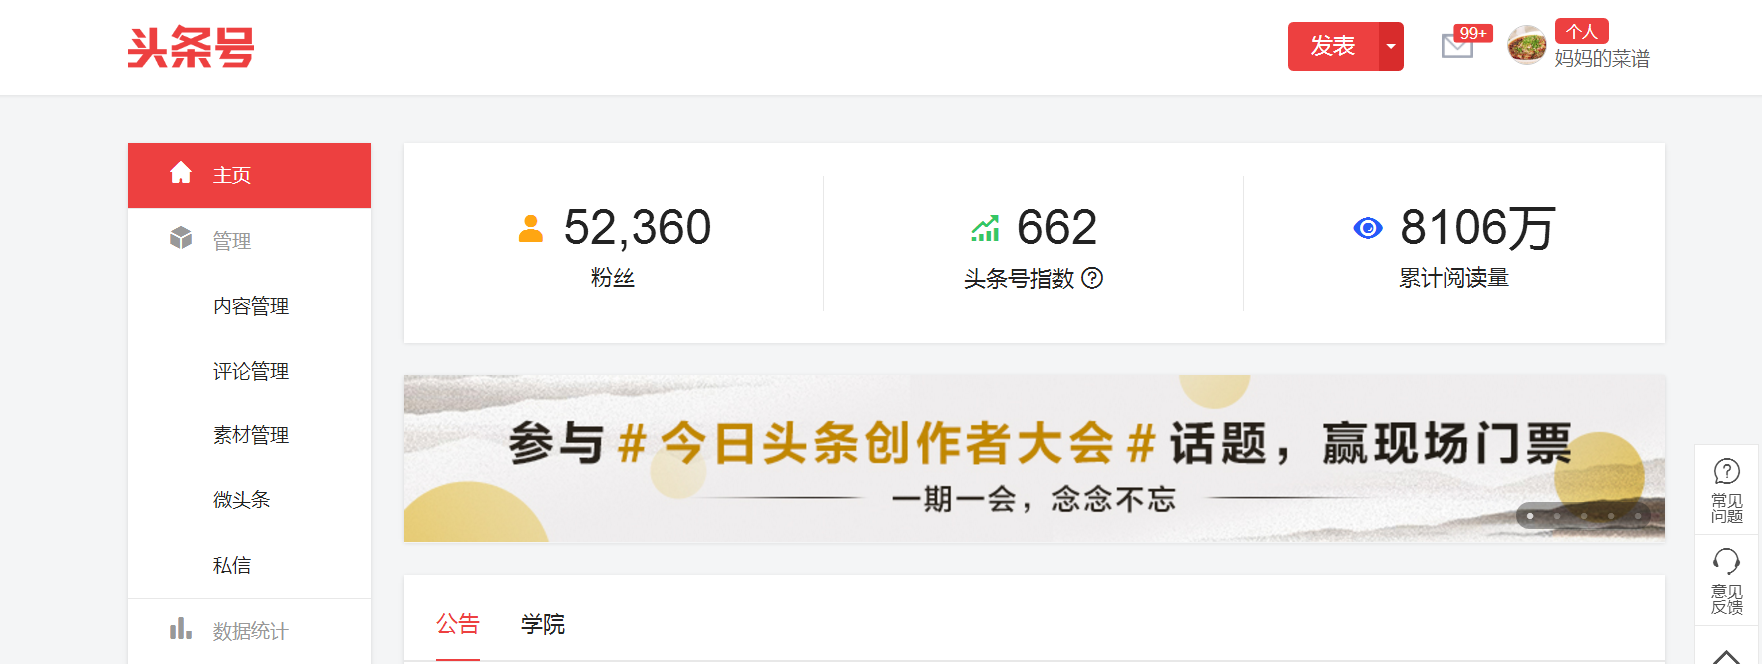 头条号
发表
99+
个人
妈妈的菜谱
主页
管理
内容管理
评论管理
素材管理
微头条
私信
数据统计
52,360
粉丝
662
头条号指数
8106万
累计阅读量
参与#今日头条创作者大会#话题，赢现场门票
一期一会，念念不忘
公告 学院
常见
问题
意见
反馈